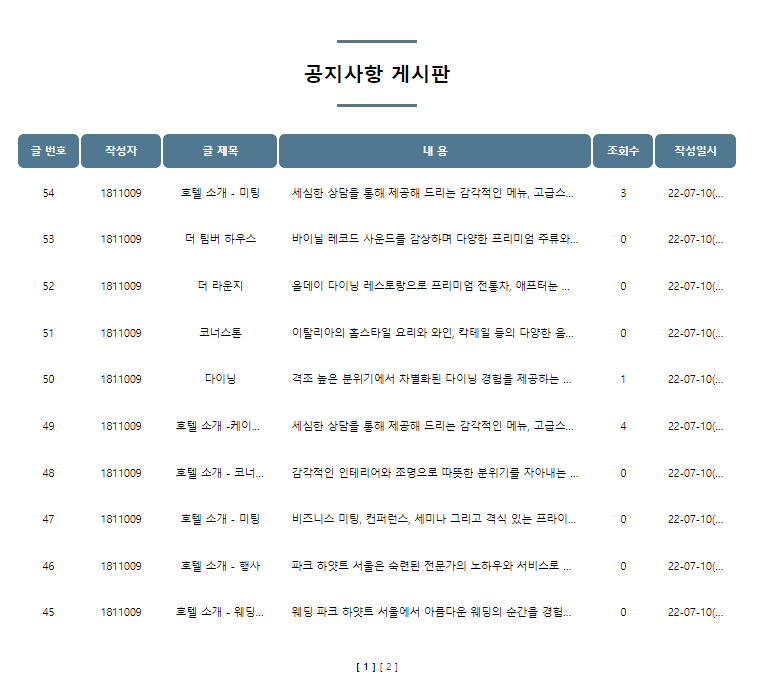 공지사항 게시판
글 번호 작성자 글 제목 내 용 조회수 작성일시
54 1811009 호텔 소개 - 미팅 세심한 상담을 통해 제공해 드리는 감각적인 메뉴, 고급스... 3 22-07-10(...
53 1811009 더 팀버 하우스 바이닐 레코드 사운드를 감상하며 다양한 프리미엄 주류와... 0 22-07-10(...
52 1811009 더 라운지 올데이 다이닝 레스토랑으로 프리미엄 전통차, 애프터눈 ... 0 22-07-10(...
51 1811009 코너스톤 이탈리아의 홈스타일 요리와 와인, 칵테일 등의 다양한 음... 0 22-07-10(...
50 1811009 다이닝 격조 높은 분위기에서 차별화된 다이닝 경험을 제공하는 ... 1 22-07-10(...
49 1811009 호텔 소개 -케이... 세심한 상담을 통해 제공해 드리는 감각적인 메뉴, 고급스... 4 22-07-10(...
48 1811009 호텔 소개 - 코너... 감각적인 인테리어와 조명으로 따뜻한 분위기를 자아내는 ... 0 22-07-10(...
47 1811009 호텔 소개 - 미팅 비즈니스 미팅, 컨퍼런스, 세미나 그리고 격식 있는 프라이... 0 22-07-10(...
46 1811009 호텔 소개 - 행사 파크 하얏트 서울은 숙련된 전문가의 노하우와 서비스로 ... 0 22-07-10(...
45 1811009 호텔 소개 - 웨딩... 웨딩 파크 하얏트 서울에서 아름다운 웨딩의 순간을 경험... 0 22-07-10(...
[ 1 ] [ 2 ]